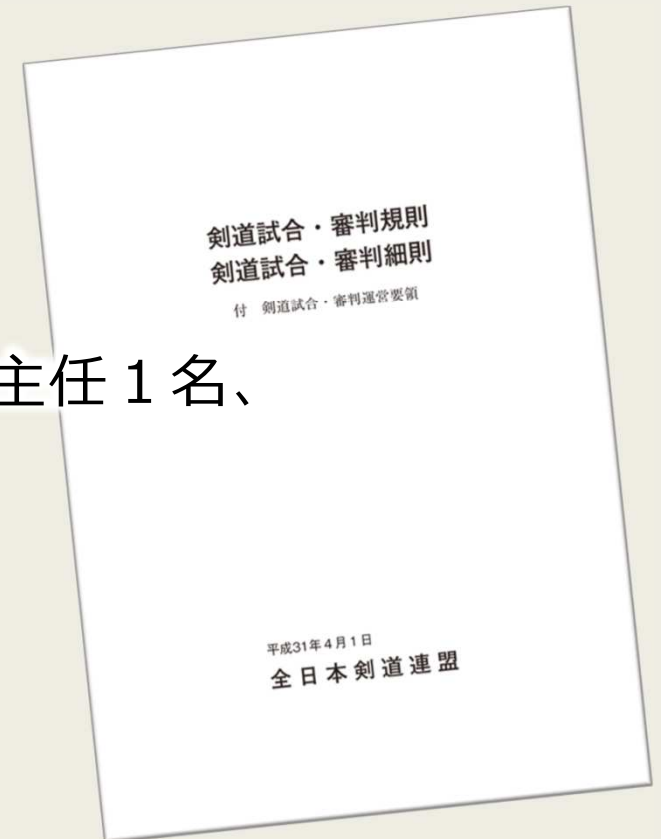 剣道試合・審判規則
剣道試合・審判細則
付　剣道試合・審判運営要領
主任１名、
平成31年４月１日
全日本剣道連盟